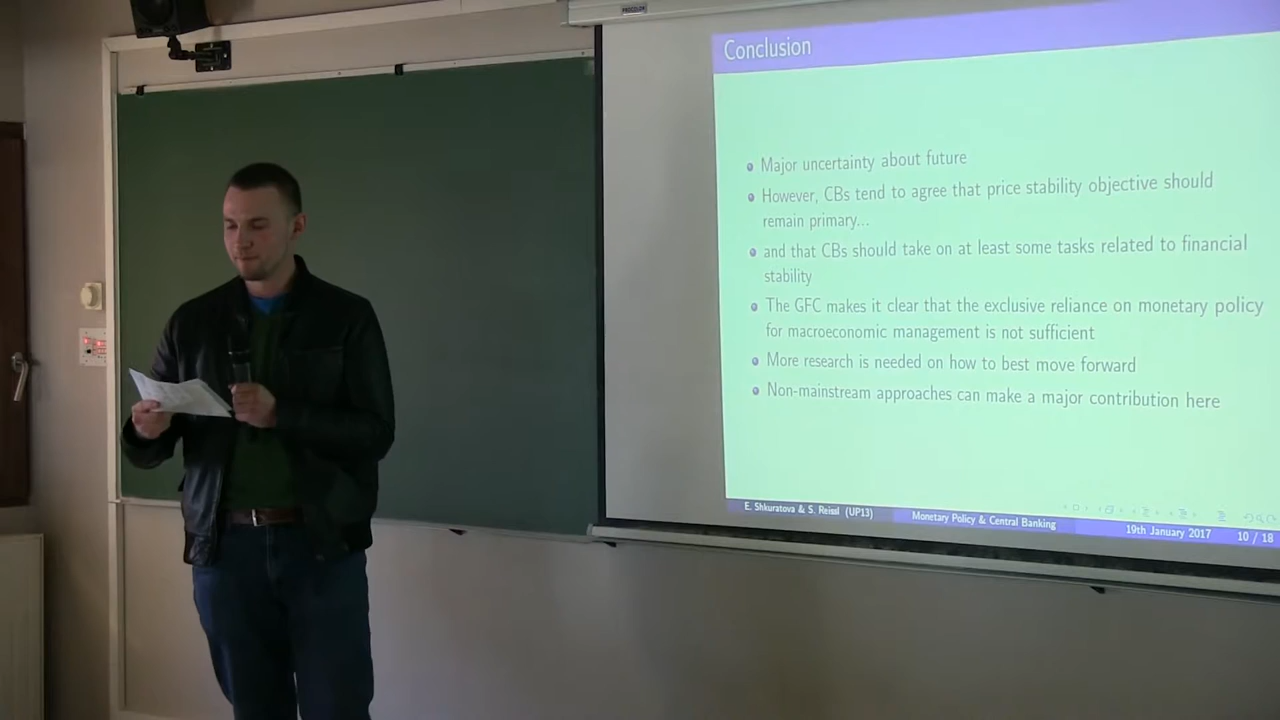 Conclusion
Major uncertainty about future
However, CBs tend to agree that price stability objective should
remain primary...
and that CBs should take on at least some tasks related to financial
stability
The GFC makes it clear that the exclusive reliance on monetary policy
for macroeconomic management is not sufficient
More research is needed on how to best move forward
Non-mainstream approaches can make a major contribution here
E. Shkuratova & S. Reissl (UP13)
Monetary Policy & Central Banking
19th January 2017
10 / 18